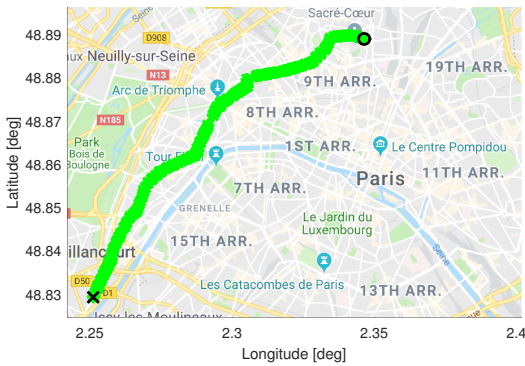 Sacré-Cœur
48.89
D908
ux Neuilly-sur-Seine
19TH ARR.
N13
48.88
9TH ARR.
Arc de Triomphe
8TH ARR.
48.87
N185
Park
Bois de
Boulogne
1ST ARR.
Le Centre Pompidou
48.86
Tour
Paris
11TH ARR.
7TH ARR.
48.85
GRENELLE
Le Jardin du
Luxembourg
15TH ARR.
48.84
illancourt
Seine
D50
Les Catacombes de Paris
13TH ARR.
48.83
D1
Issy-les-Moulineaux
2.25
2.3
2.35
2.4
Longitude [deg]
Latitude [deg]